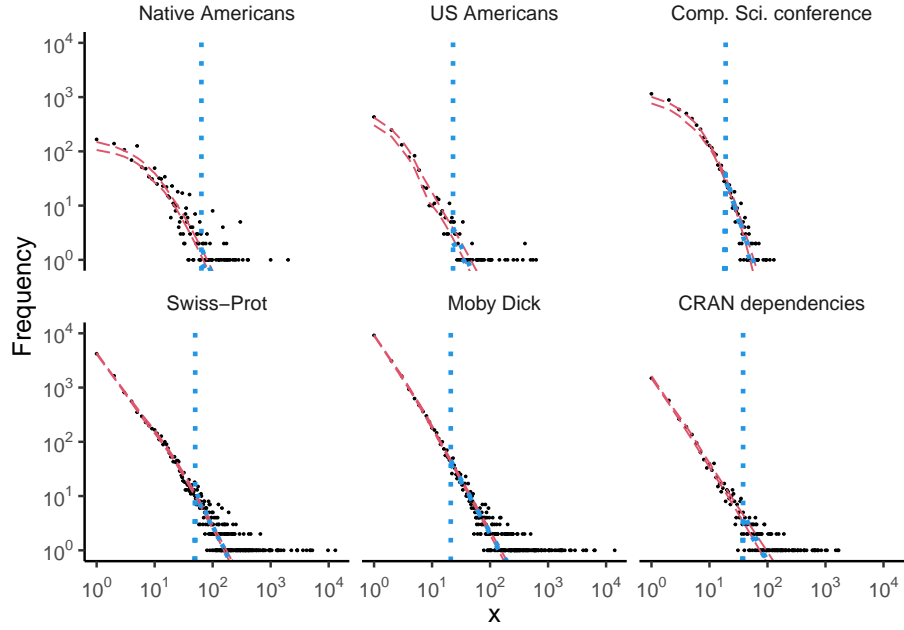 Native Americans
US Americans
Comp. Sci. conference
10^4
10^3
10^2
10^1
10^0
Swiss−Prot
Moby Dick
CRAN dependencies
10^4
10^3
10^2
10^1
10^0
10^0 10^1 10^2 10^3 10^4
10^0 10^1 10^2 10^3 10^4
10^0 10^1 10^2 10^3 10^4
Frequency
x